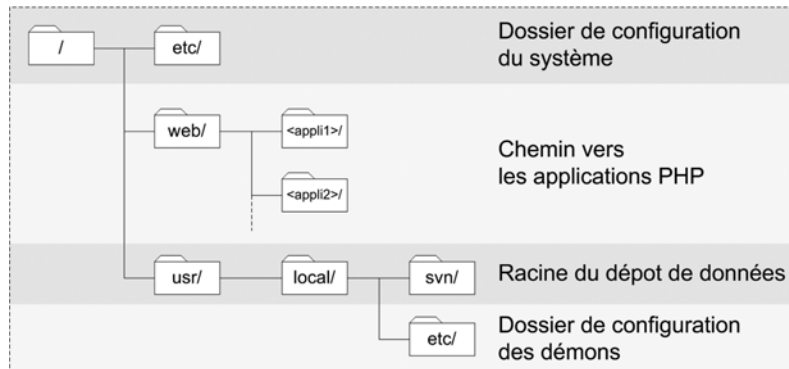 /
etc/
Dossier de configuration
du système
web/
<appli1>/
Chemin vers
les applications PHP
<appli2>/
usr/
local/
svn/
Racine du dépot de données
etc/
Dossier de configuration
des démons